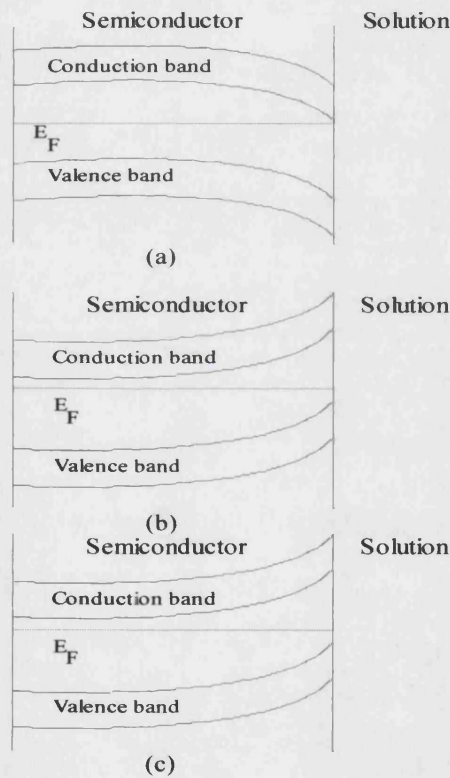 Semiconductor Solution
Conduction band
E
F
Valence band
(a)
Semiconductor Solution
Conduction band
E
F
Valence band
(b)
Semiconductor Solution
Conduction band
E
F
Valence band
(c)